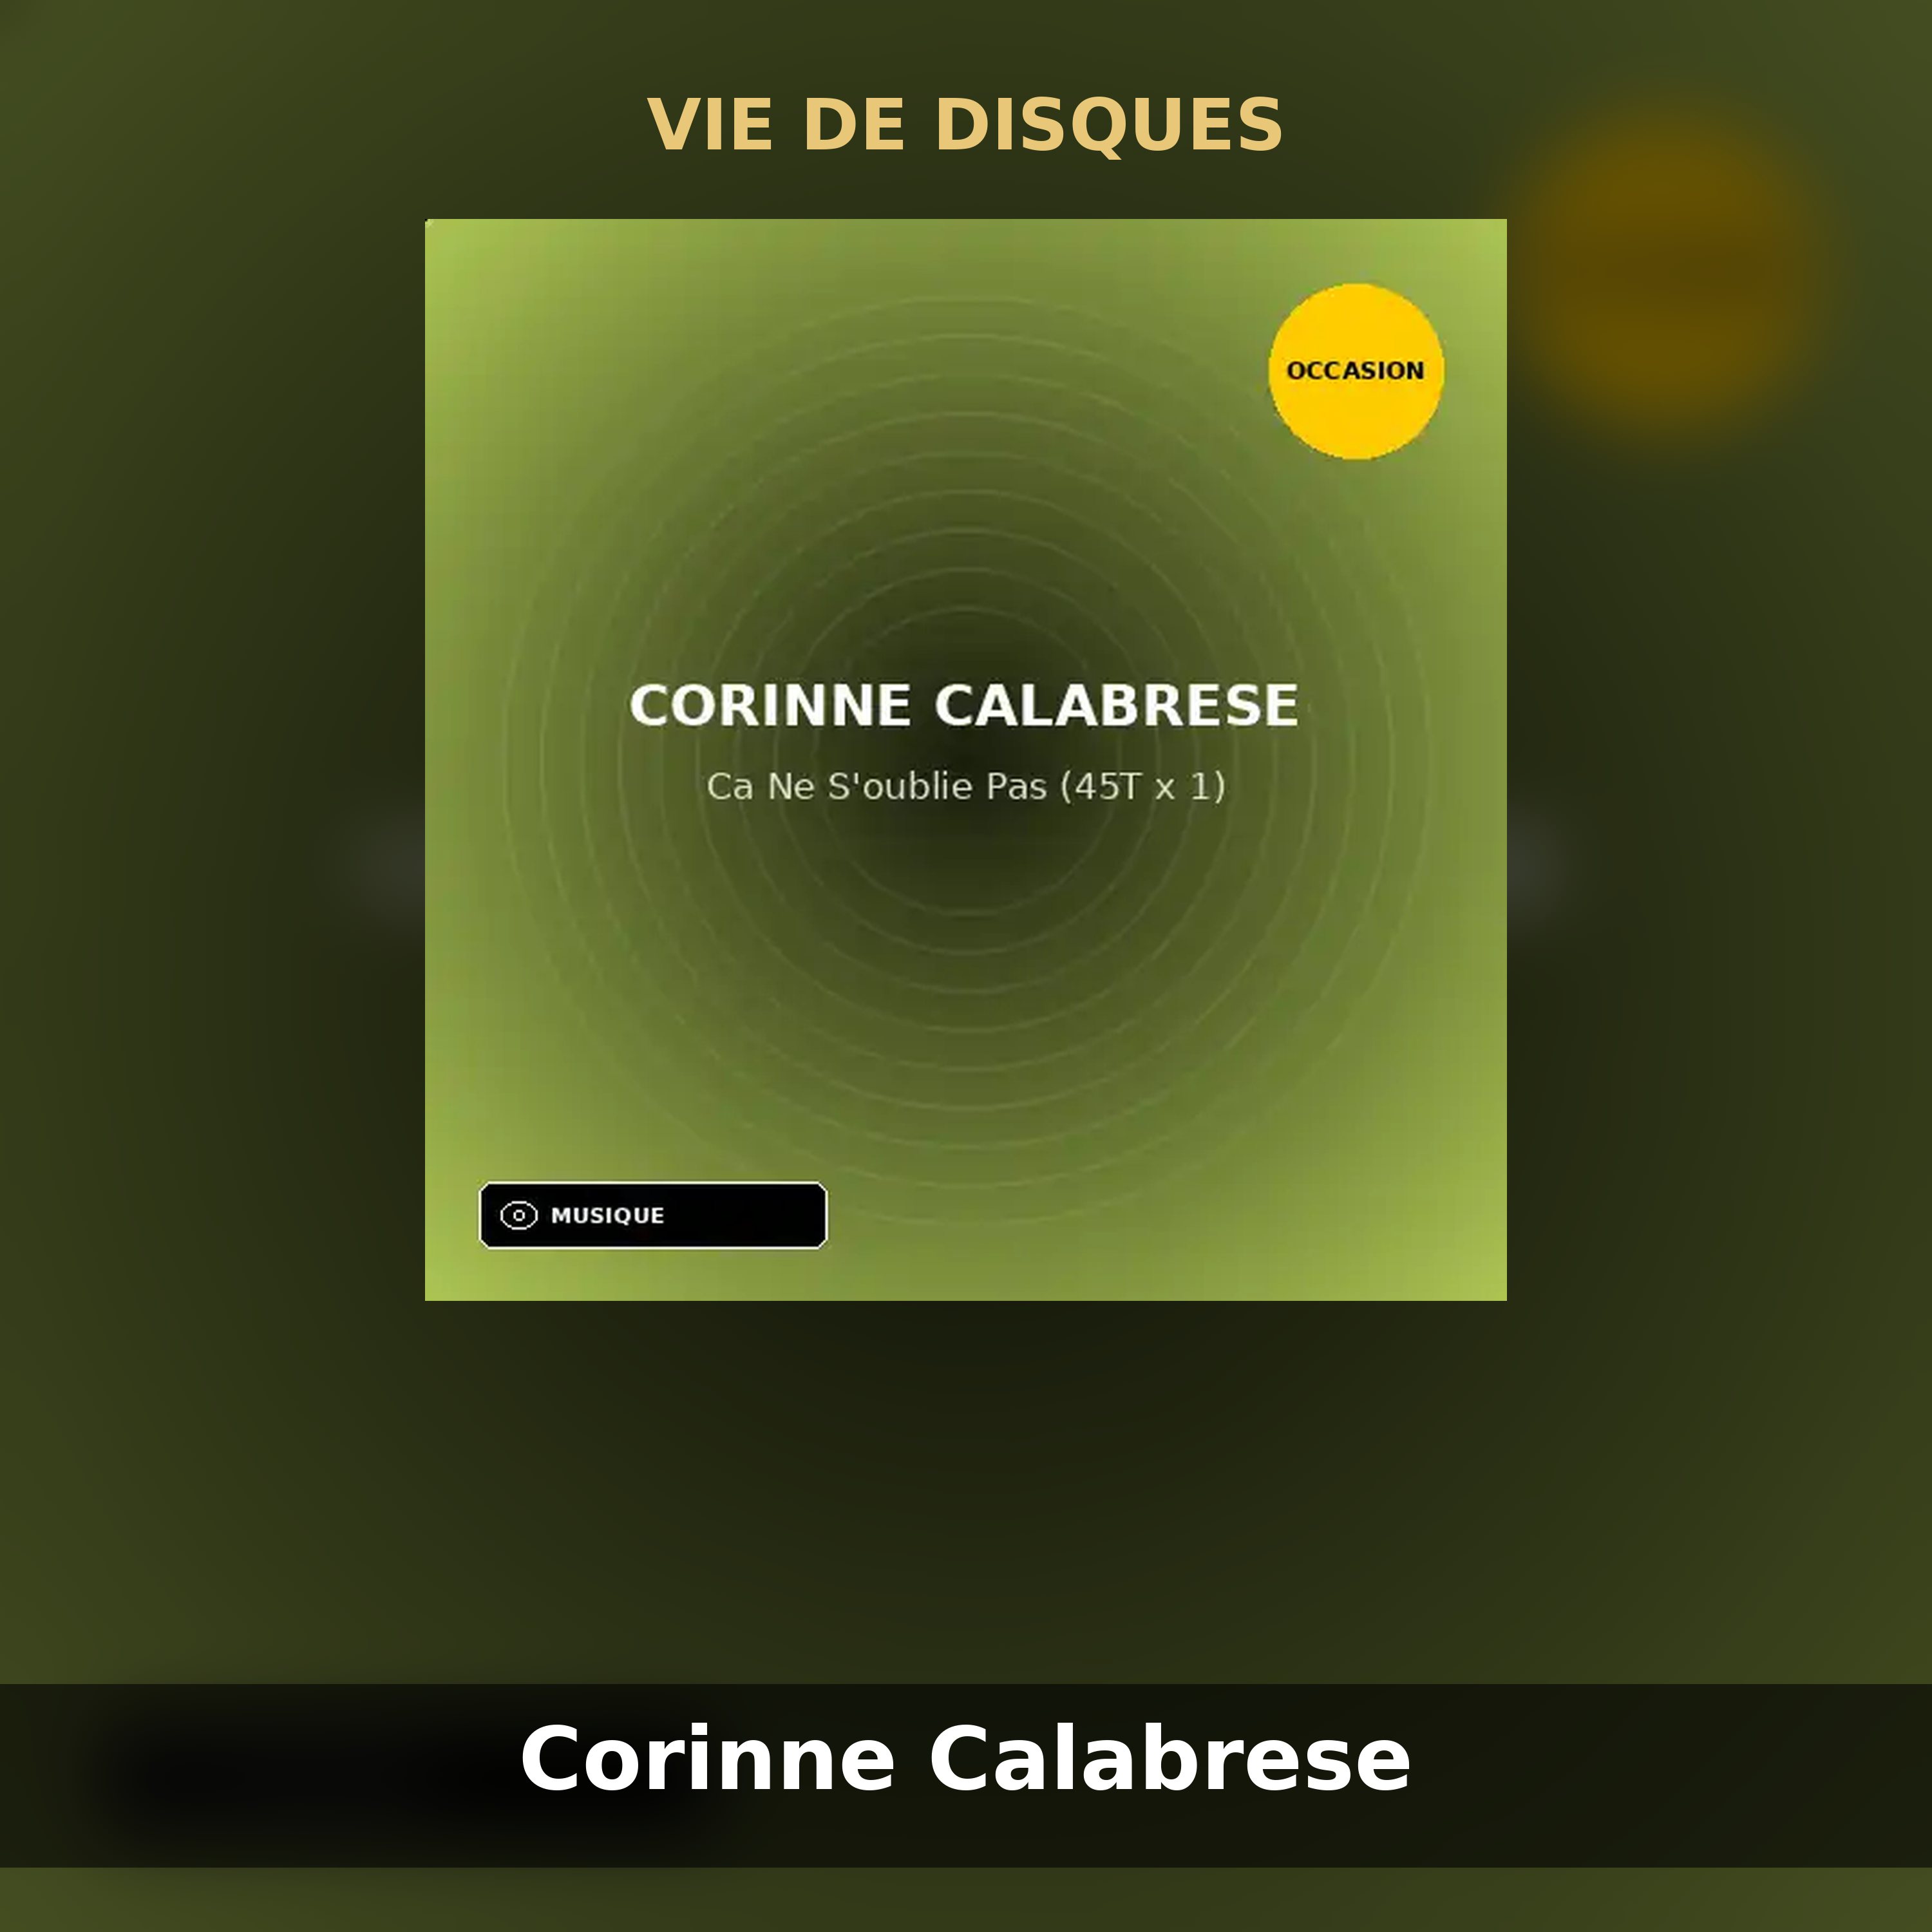 VIE DE DISQUES
OCCASION
CORINNE CALABRESE
Ca Ne S'oublie Pas (45T x 1)
MUSIQUE
Corinne Calabrese